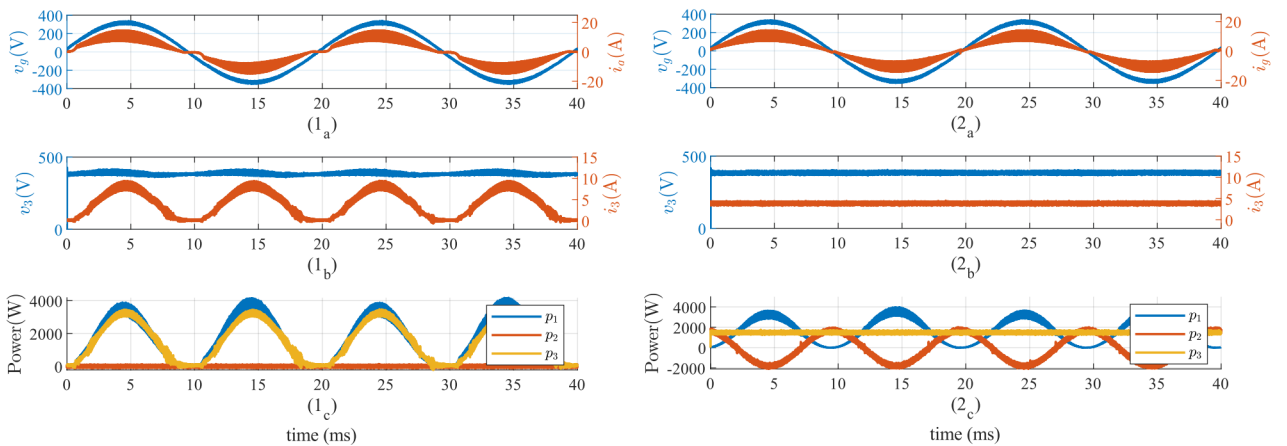 400
200
0
-200
-400
v_g(V)
20
0
-20
i_o(A)
0 5 10 15 20 25 30 35 40
(1_a)
500
0
v_3(V)
15
10
5
0
i_3(A)
0 5 10 15 20 25 30 35 40
(1_b)
4000
2000
0
Power(W)
p_1
p_2
p_3
0 5 10 15 20 25 30 35 40
(1_c)
time (ms)
400
200
0
-200
-400
v_g(V)
20
0
-20
i_g(A)
0 5 10 15 20 25 30 35 40
(2_a)
500
0
v_3(V)
15
10
5
0
i_3(A)
0 5 10 15 20 25 30 35 40
(2_b)
4000
2000
0
-2000
Power(W)
p_1
p_2
p_3
0 5 10 15 20 25 30 35 40
(2_c)
time (ms)